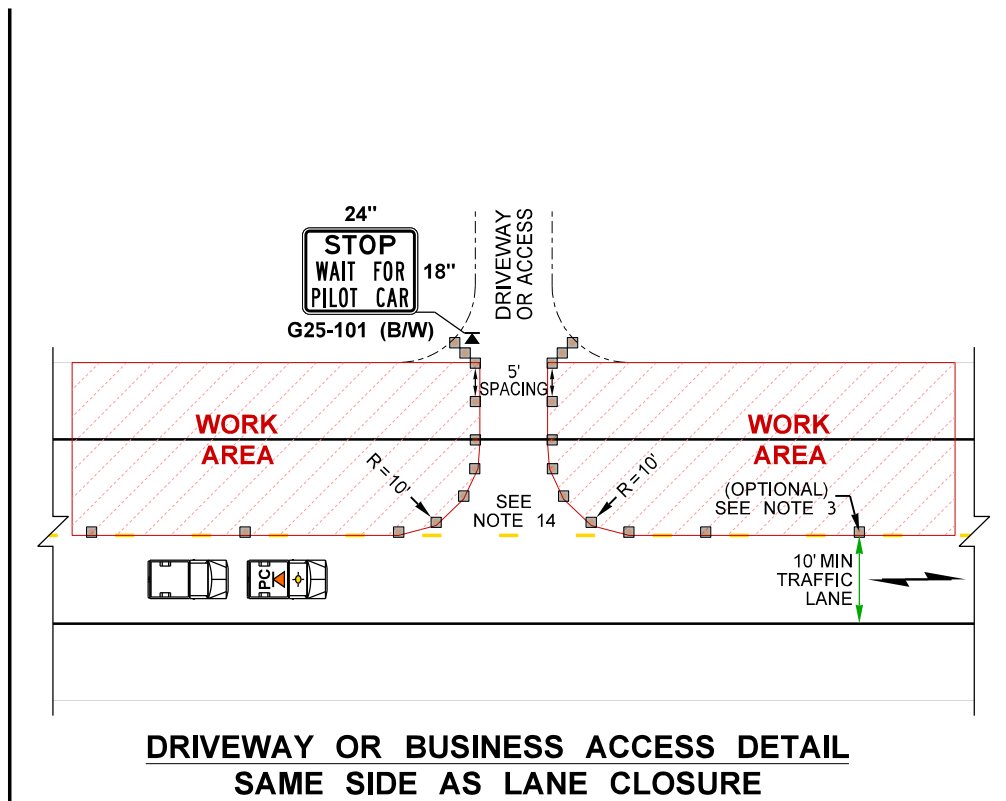 24"
STOP
WAIT FOR
PILOT CAR
18"
G25-101 (B/W)
DRIVEWAY
OR ACCESS
5'
SPACING
WORK
AREA
WORK
AREA
R = 10'
R = 10'
SEE
NOTE 14
(OPTIONAL)
SEE NOTE 3
10' MIN
TRAFFIC
LANE
PC
DRIVEWAY OR BUSINESS ACCESS DETAIL
SAME SIDE AS LANE CLOSURE